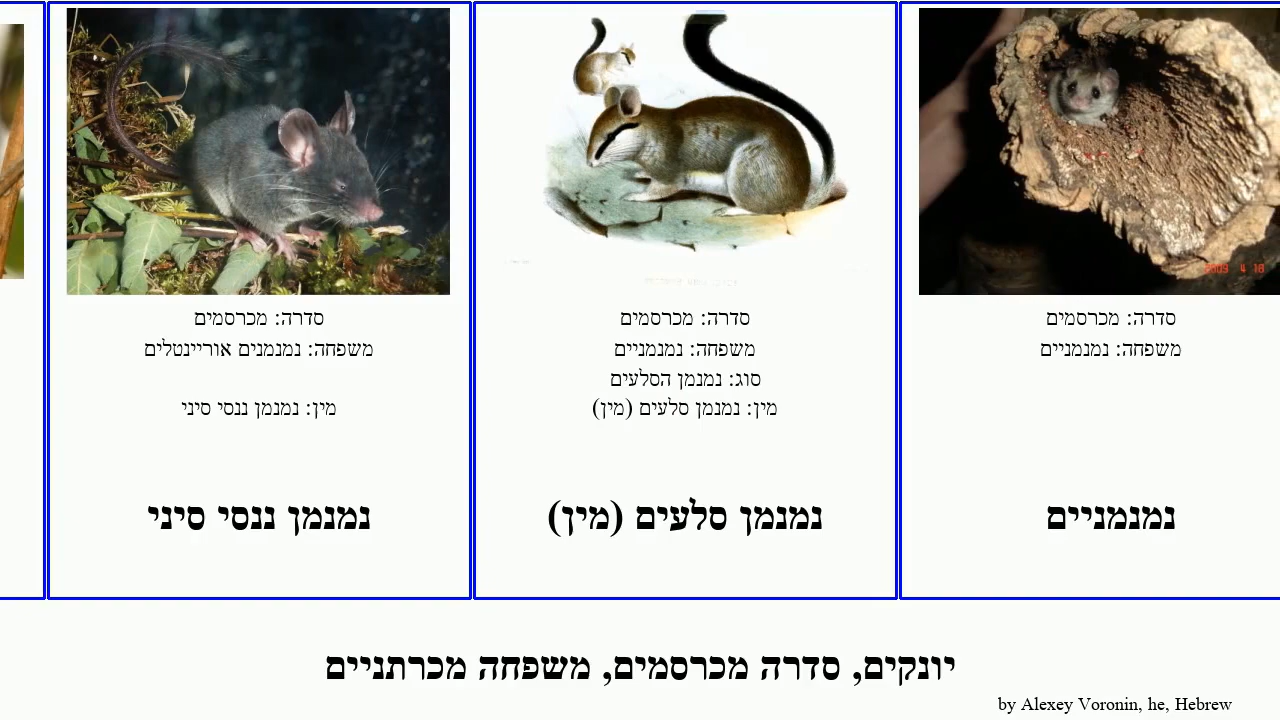 סדרה: מכרסמים
משפחה: נמנמנים אוריינטלים
מין: נמנמן ננסי סיני
נמנמן ננסי סיני
סדרה: מכרסמים
משפחה: נמנמניים
סוג: נמנמן הסלעים
מין: נמנמן סלעים (מין)
נמנמן סלעים (מין)
סדרה: מכרסמים
משפחה: נמנמניים
נמנמניים
יונקים, סדרה מכרסמים, משפחה מכרתניים
by Alexey Voronin, he, Hebrew